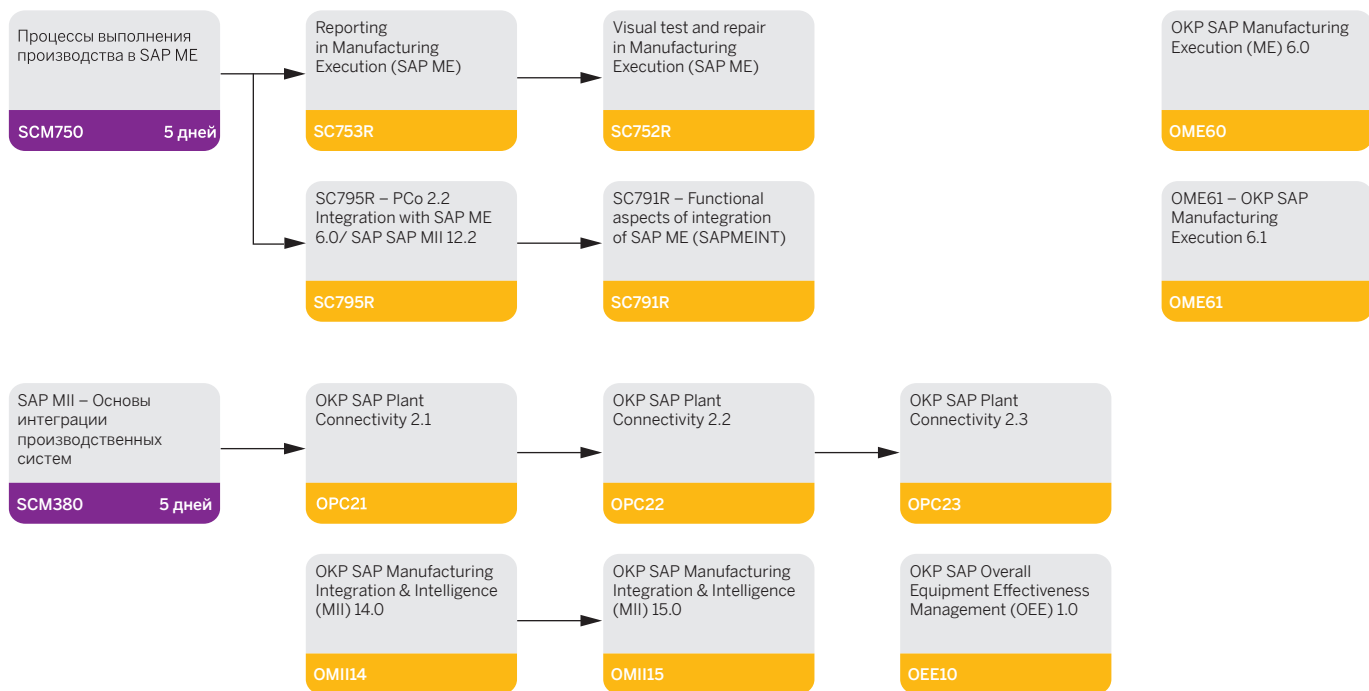 Процессы выполнения
производства в SAP ME
SCM750 5 дней
Reporting
in Manufacturing
Execution (SAP ME)
SC753R
Visual test and repair
in Manufacturing
Execution (SAP ME)
SC752R
OKP SAP Manufacturing
Execution (ME) 6.0
OME60
SC795R – PCo 2.2
Integration with SAP ME
6.0/ SAP SAP MII 12.2
SC795R
SC791R – Functional
aspects of integration
of SAP ME (SAPMEINT)
SC791R
OME61 – OKP SAP
Manufacturing
Execution 6.1
OME61
SAP MII – Основы
интеграции
производственных
систем
SCM380 5 дней
OKP SAP Plant
Connectivity 2.1
OPC21
OKP SAP Plant
Connectivity 2.2
OPC22
OKP SAP Plant
Connectivity 2.3
OPC23
OKP SAP Manufacturing
Integration & Intelligence
(MII) 14.0
OMII14
OKP SAP Manufacturing
Integration & Intelligence
(MII) 15.0
OMII15
OKP SAP Overall
Equipment Effectiveness
Management (OEE) 1.0
OEE10